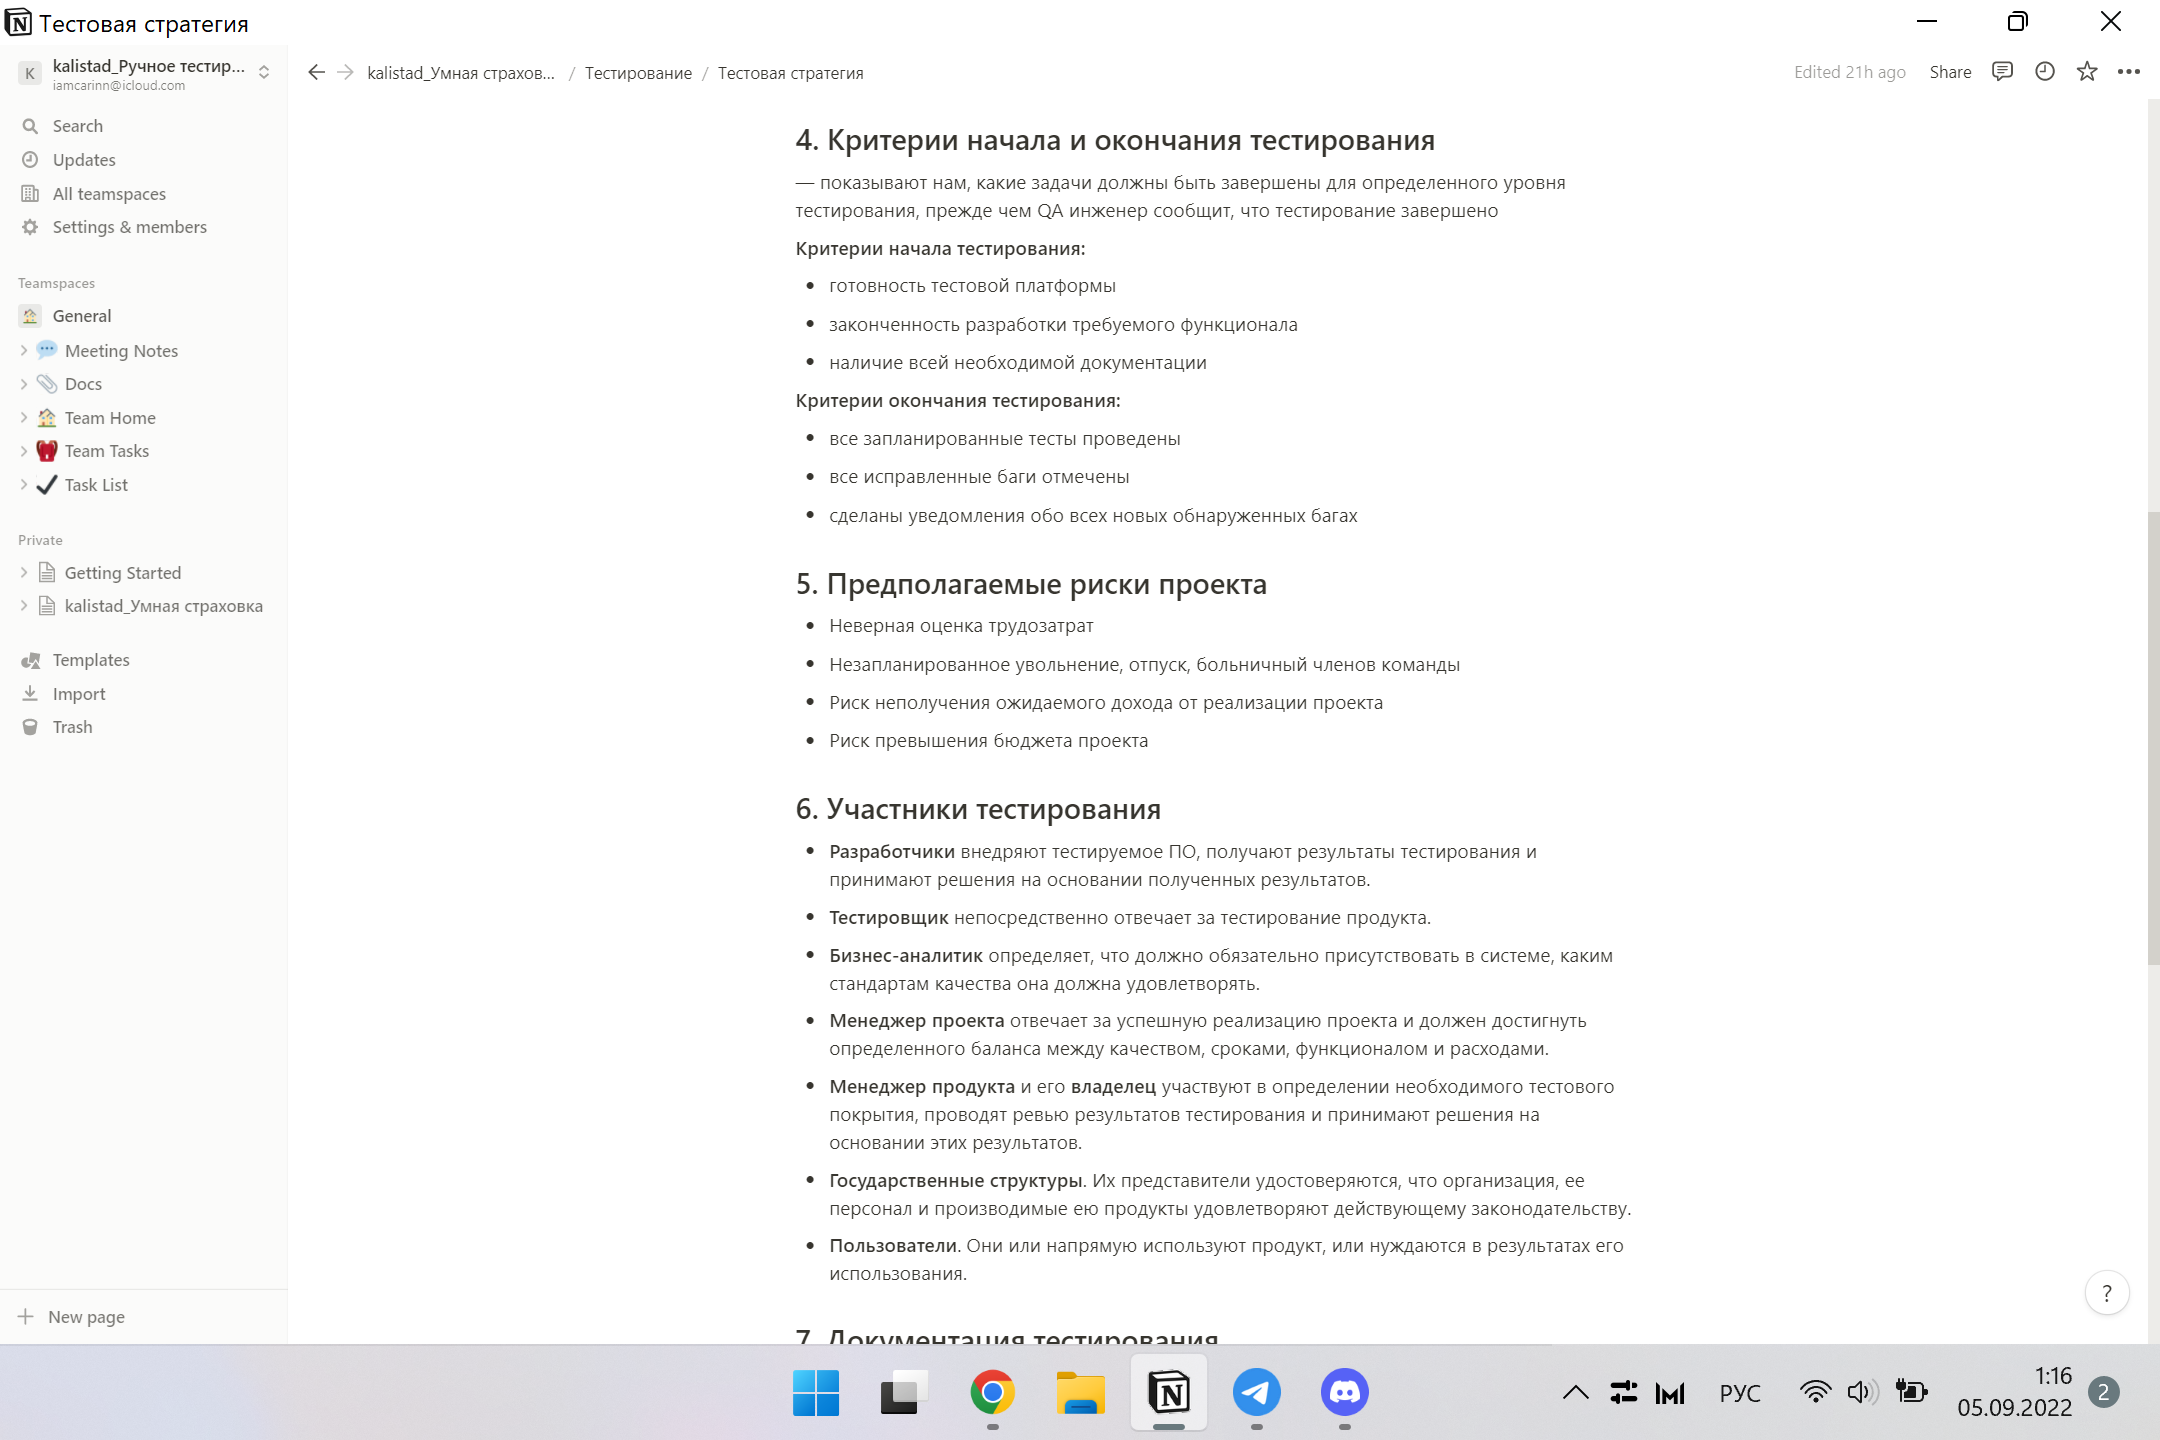 Тестовая стратегия
K
kalistad_Ручное тестир...
iamcarinn@icloud.com
kalistad_Умная страхов... / Тестирование / Тестовая стратегия
Edited 21h ago
Share
Search
Updates
All teamspaces
Settings & members
Teamspaces
General
Meeting Notes
Docs
Team Home
Team Tasks
Task List
Private
Getting Started
kalistad_Умная страховка
Templates
Import
Trash
New page
4. Критерии начала и окончания тестирования
— показывают нам, какие задачи должны быть завершены для определенного уровня
тестирования, прежде чем QA инженер сообщит, что тестирование завершено
Критерии начала тестирования:
• готовность тестовой платформы
• законченность разработки требуемого функционала
• наличие всей необходимой документации
Критерии окончания тестирования:
• все запланированные тесты проведены
• все исправленные баги отмечены
• сделаны уведомления обо всех новых обнаруженных багах
5. Предполагаемые риски проекта
• Неверная оценка трудозатрат
• Незапланированное увольнение, отпуск, больничный членов команды
• Риск неполучения ожидаемого дохода от реализации проекта
• Риск превышения бюджета проекта
6. Участники тестирования
• Разработчики внедряют тестируемое ПО, получают результаты тестирования и
принимают решения на основании полученных результатов.
• Тестировщик непосредственно отвечает за тестирование продукта.
• Бизнес-аналитик определяет, что должно обязательно присутствовать в системе, каким
стандартам качества она должна удовлетворять.
• Менеджер проекта отвечает за успешную реализацию проекта и должен достигнуть
определенного баланса между качеством, сроками, функционалом и расходами.
• Менеджер продукта и его владелец участвуют в определении необходимого тестового
покрытия, проводят ревью результатов тестирования и принимают решения на
основании этих результатов.
• Государственные структуры. Их представители удостоверяются, что организация, ее
персонал и производимые ею продукты удовлетворяют действующему законодательству.
• Пользователи. Они или напрямую используют продукт, или нуждаются в результатах его
использования.
7. Документация тестирования
?
РУС
1:16
05.09.2022
2